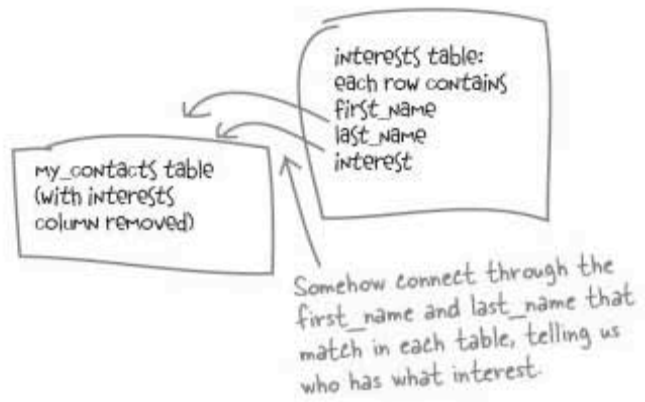 interests table:
each row contains
first_name
last_name
interest
my_contacts table
(with interests
column removed)
Somehow connect through the
first_name and last_name that
match in each table, telling us
who has what interest.